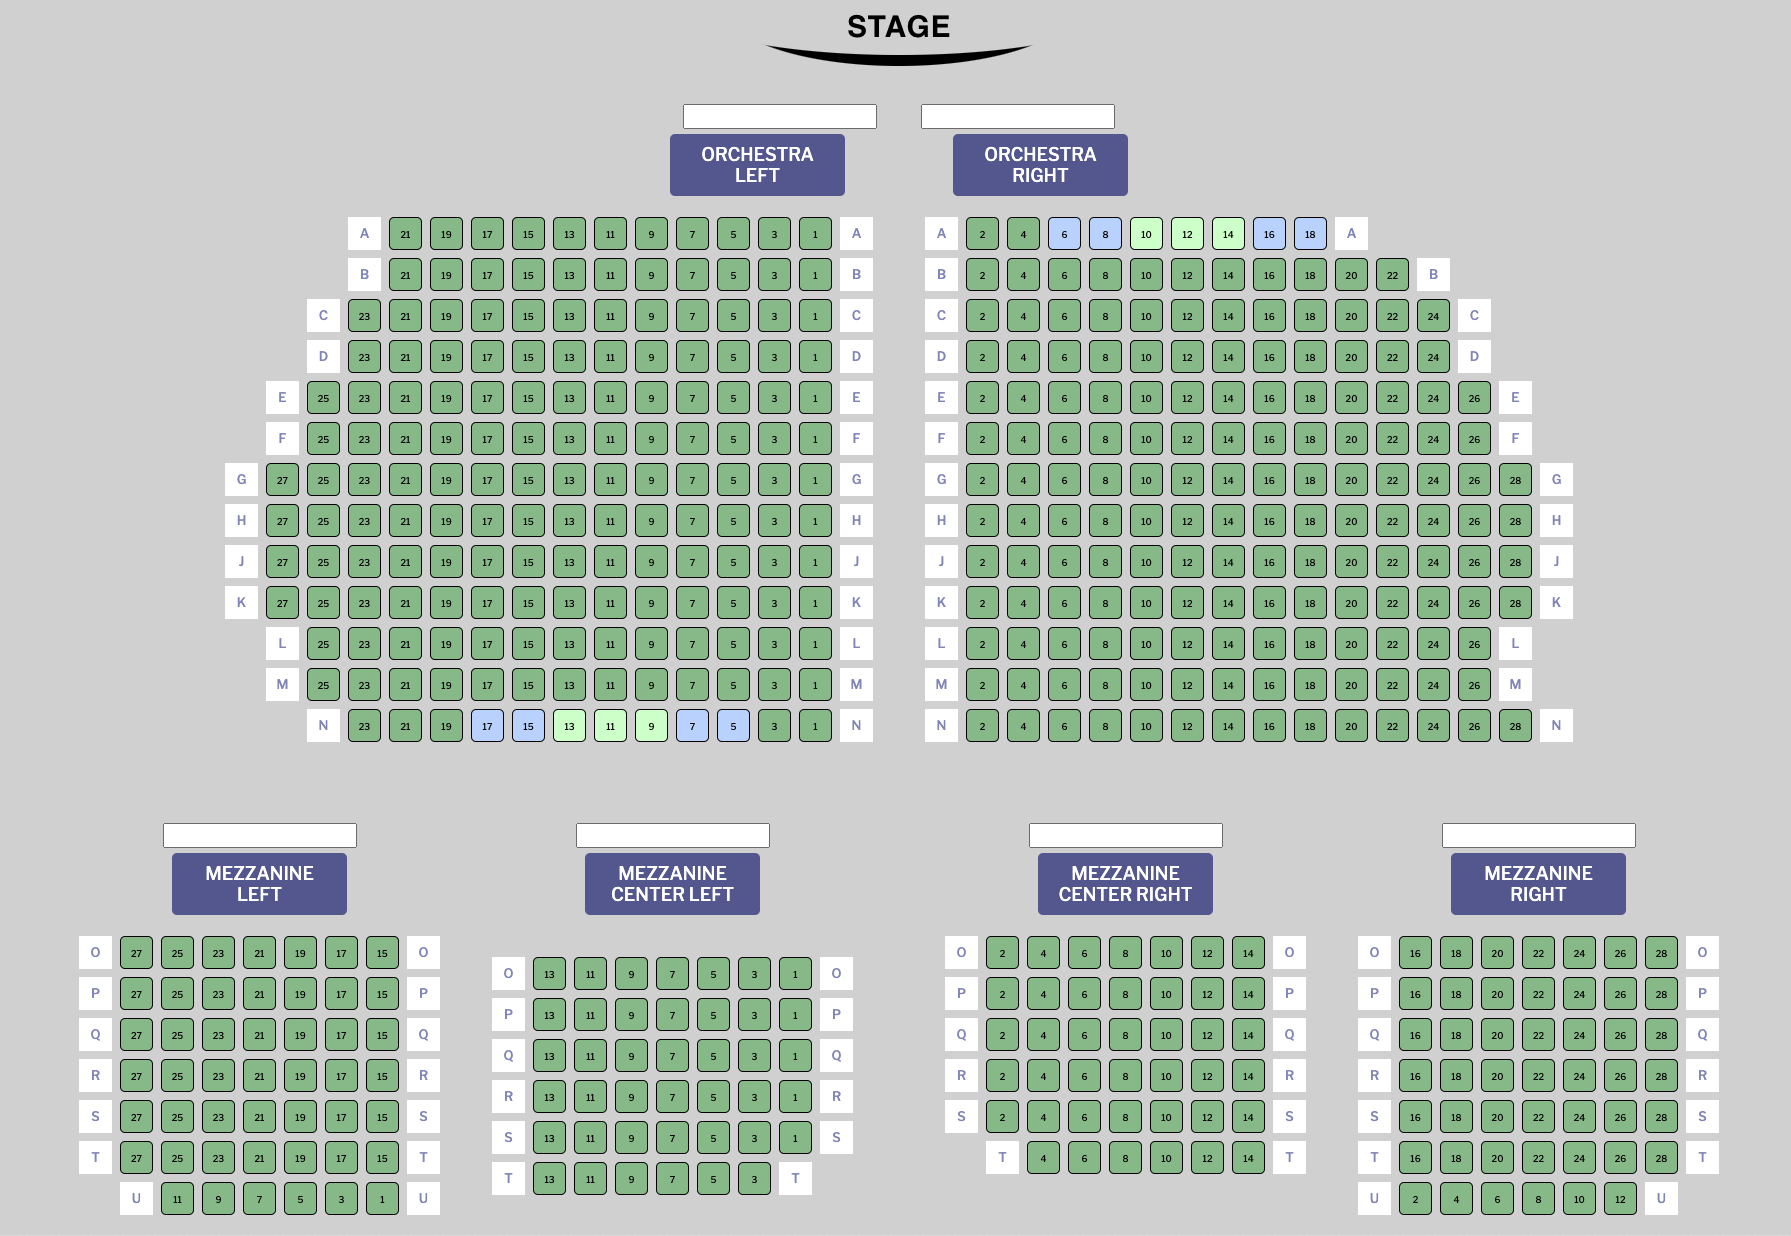 STAGE
ORCHESTRA
LEFT
ORCHESTRA
RIGHT
A 21 19 17 15 13 11 9 7 5 3 1 A A 2 4 6 8 10 12 14 16 18 A
B 21 19 17 15 13 11 9 7 5 3 1 B B 2 4 6 8 10 12 14 16 18 20 22 B
C 23 21 19 17 15 13 11 9 7 5 3 1 C C 2 4 6 8 10 12 14 16 18 20 22 24 C
D 23 21 19 17 15 13 11 9 7 5 3 1 D D 2 4 6 8 10 12 14 16 18 20 22 24 D
E 25 23 21 19 17 15 13 11 9 7 5 3 1 E E 2 4 6 8 10 12 14 16 18 20 22 24 26 E
F 25 23 21 19 17 15 13 11 9 7 5 3 1 F F 2 4 6 8 10 12 14 16 18 20 22 24 26 F
G 27 25 23 21 19 17 15 13 11 9 7 5 3 1 G G 2 4 6 8 10 12 14 16 18 20 22 24 26 28 G
H 27 25 23 21 19 17 15 13 11 9 7 5 3 1 H H 2 4 6 8 10 12 14 16 18 20 22 24 26 28 H
J 27 25 23 21 19 17 15 13 11 9 7 5 3 1 J J 2 4 6 8 10 12 14 16 18 20 22 24 26 28 J
K 27 25 23 21 19 17 15 13 11 9 7 5 3 1 K K 2 4 6 8 10 12 14 16 18 20 22 24 26 28 K
L 25 23 21 19 17 15 13 11 9 7 5 3 1 L L 2 4 6 8 10 12 14 16 18 20 22 24 26 L
M 25 23 21 19 17 15 13 11 9 7 5 3 1 M M 2 4 6 8 10 12 14 16 18 20 22 24 26 M
N 23 21 19 17 15 13 11 9 7 5 3 1 N N 2 4 6 8 10 12 14 16 18 20 22 24 26 28 N
MEZZANINE
LEFT
O 27 25 23 21 19 17 15 O
P 27 25 23 21 19 17 15 P
Q 27 25 23 21 19 17 15 Q
R 27 25 23 21 19 17 15 R
S 27 25 23 21 19 17 15 S
T 27 25 23 21 19 17 15 T
U 11 9 7 5 3 1 U
MEZZANINE
CENTER LEFT
O 13 11 9 7 5 3 1 O
P 13 11 9 7 5 3 1 P
Q 13 11 9 7 5 3 1 Q
R 13 11 9 7 5 3 1 R
S 13 11 9 7 5 3 1 S
T 13 11 9 7 5 3 T
MEZZANINE
CENTER RIGHT
O 2 4 6 8 10 12 14 O
P 2 4 6 8 10 12 14 P
Q 2 4 6 8 10 12 14 Q
R 2 4 6 8 10 12 14 R
S 2 4 6 8 10 12 14 S
T 4 6 8 10 12 14 T
MEZZANINE
RIGHT
O 16 18 20 22 24 26 28 O
P 16 18 20 22 24 26 28 P
Q 16 18 20 22 24 26 28 Q
R 16 18 20 22 24 26 28 R
S 16 18 20 22 24 26 28 S
T 16 18 20 22 24 26 28 T
U 2 4 6 8 10 12 U